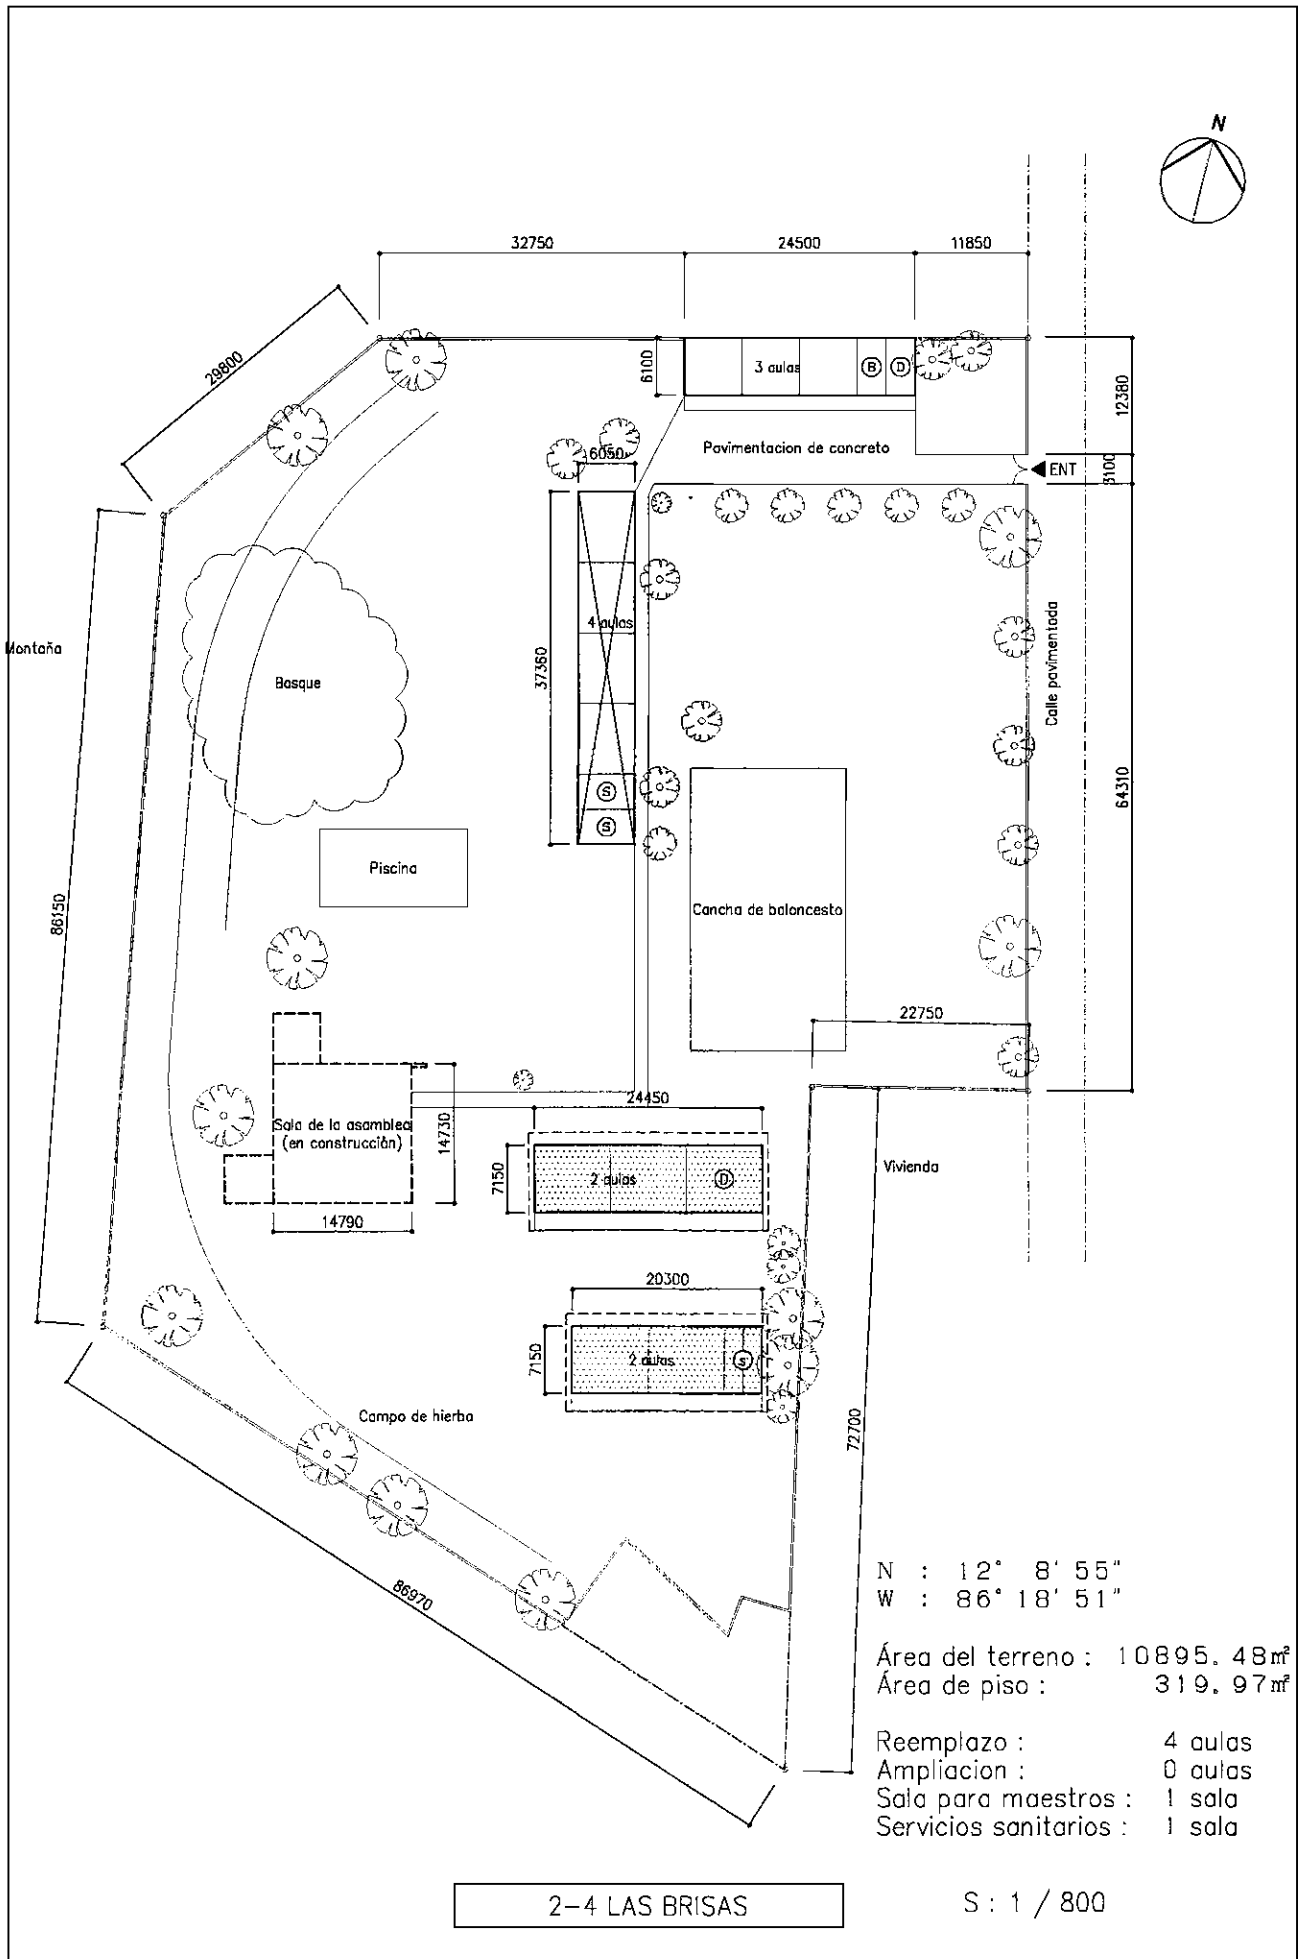 N
32750
24500
11850
29800
6100
3 aulas
B
D
12380
6050
Pavimentacion de concreto
3100
ENT
Montaña
Basque
4 aulas
37360
Calle pavimentada
S
S
64310
Piscina
86150
Cancha de baloncesto
22750
24450
Sala de la asamblea
(en construcción)
14730
7150
2 aulas
D
Vivienda
14790
20300
7150
2 aulas
S
Campo de hierba
72700
86970
N : 12° 8' 55"
W : 86° 18' 51"
Área del terreno : 10895.48㎡
Área de piso : 319.97㎡
Reemplazo : 4 aulas
Ampliacion : 0 aulas
Sala para maestros : 1 sala
Servicios sanitarios : 1 sala
2-4 LAS BRISAS
S : 1 / 800